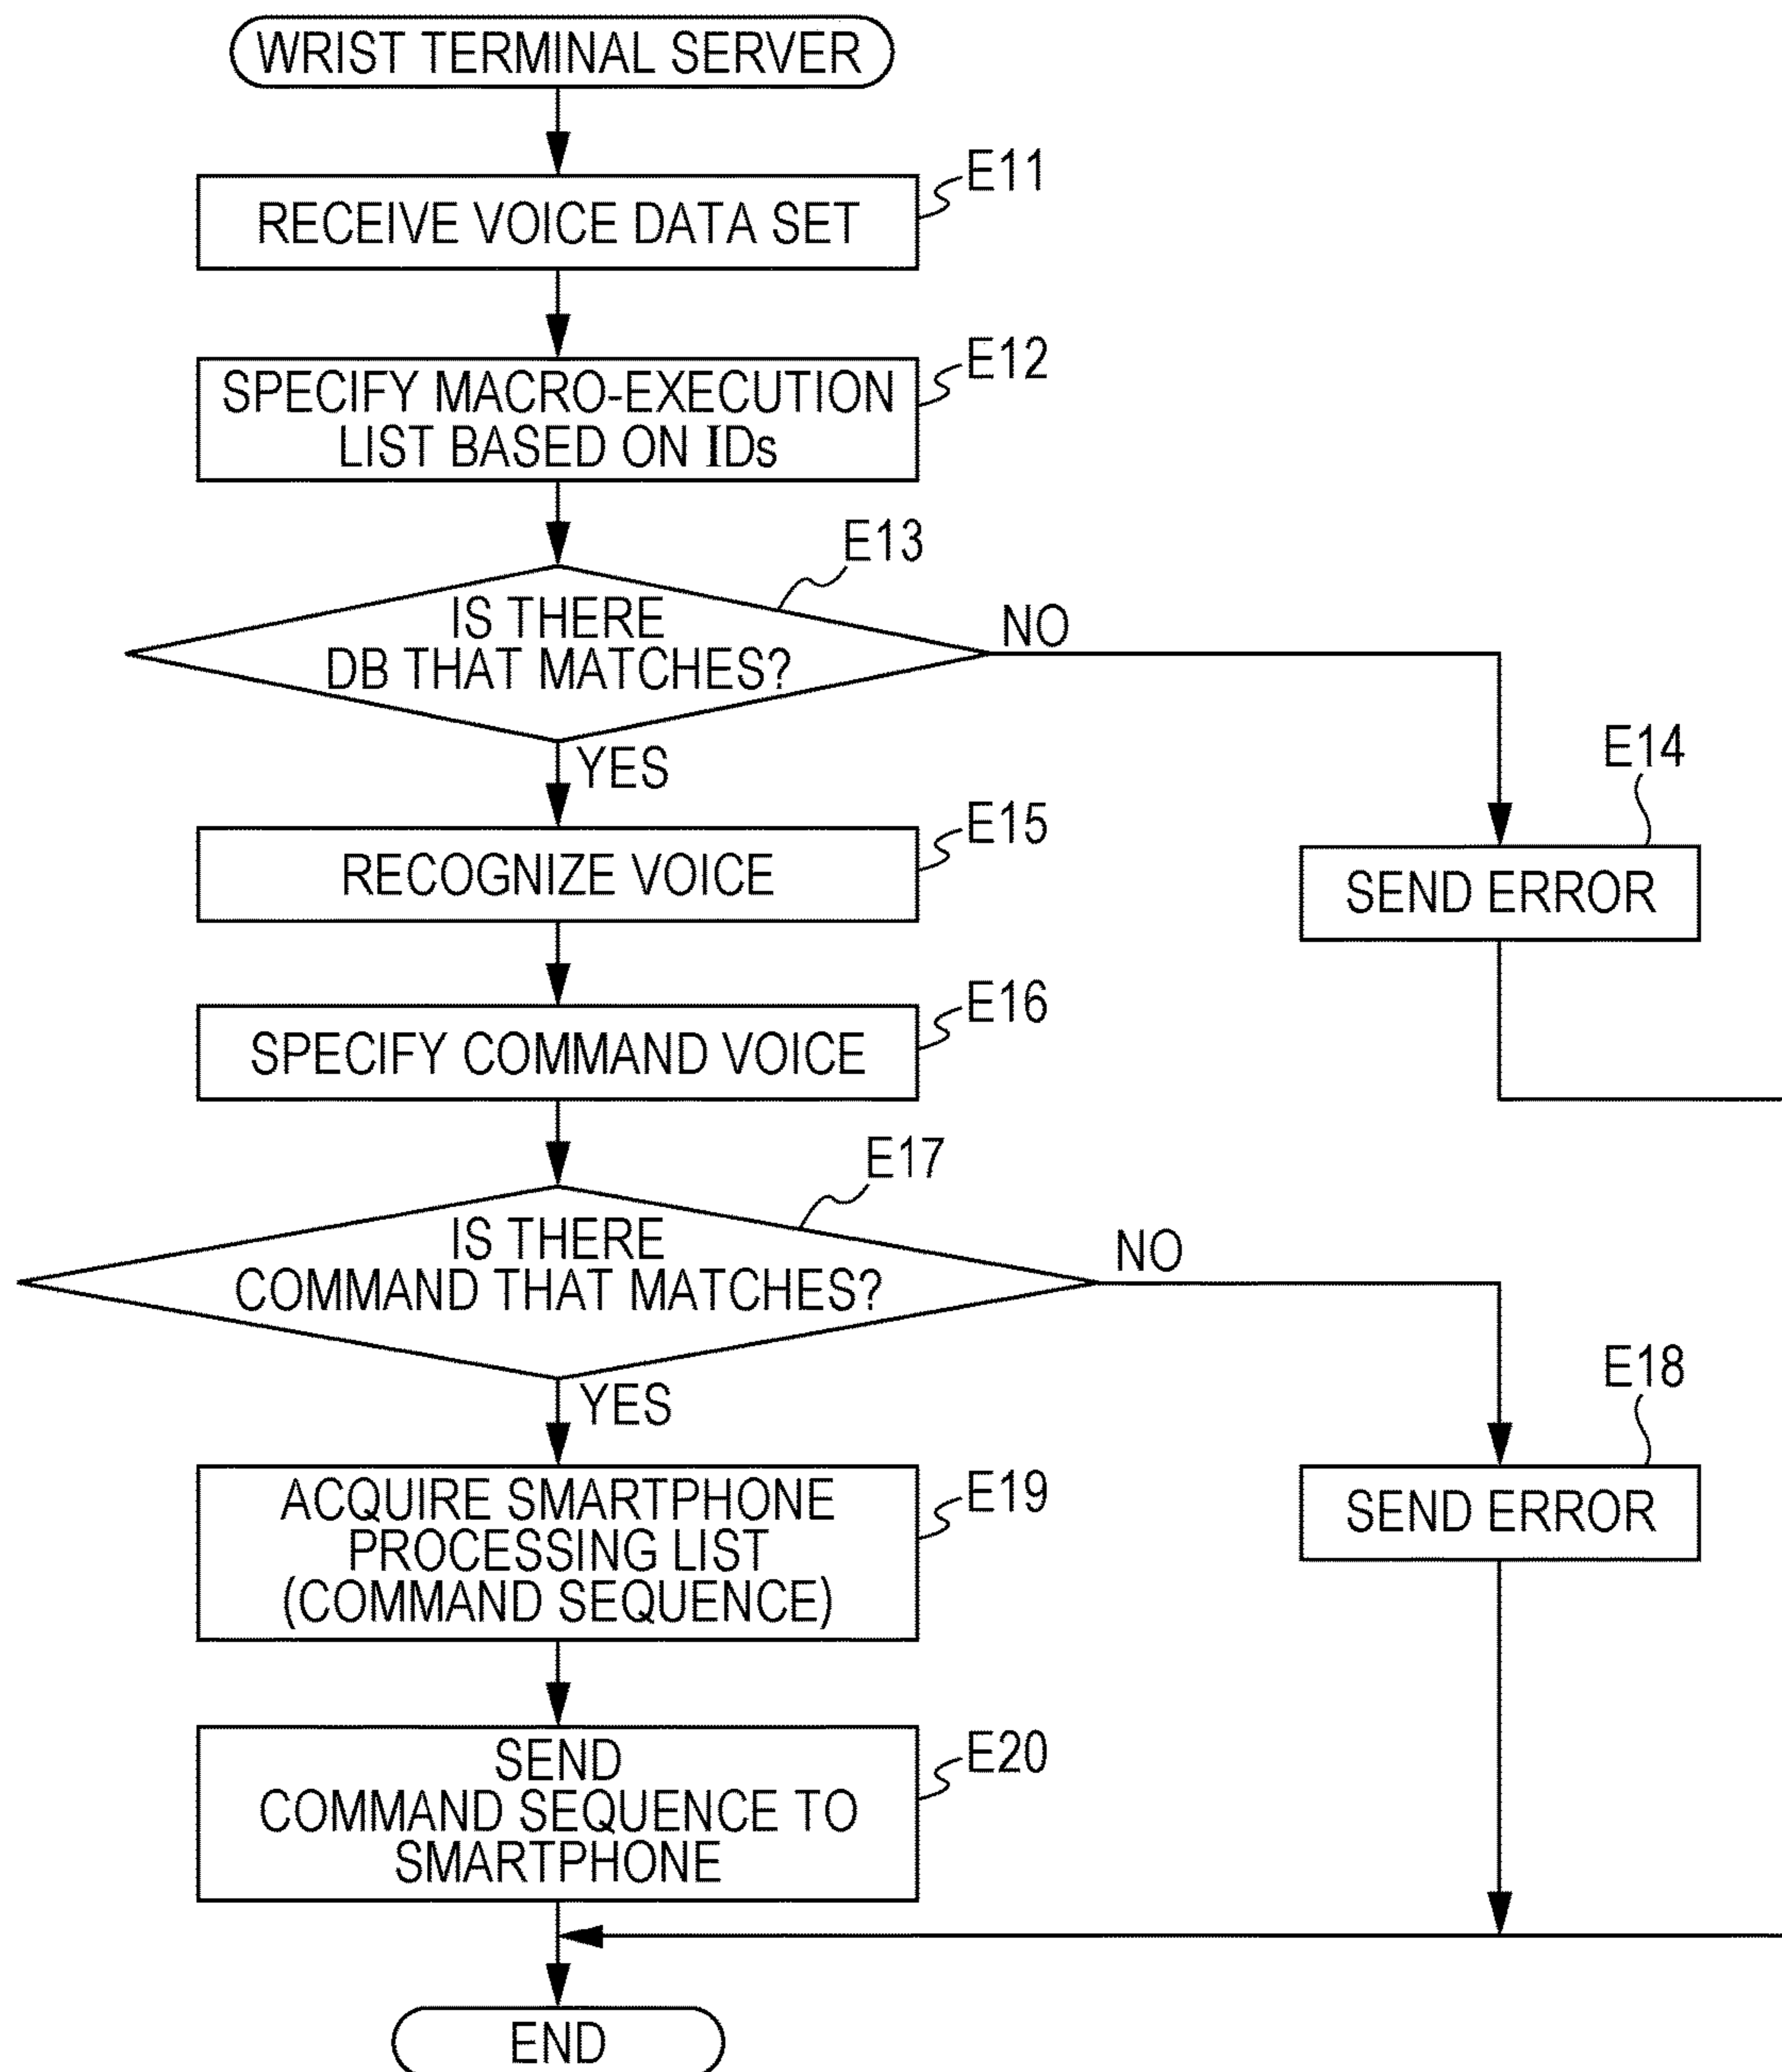 WRIST TERMINAL SERVER
E11
RECEIVE VOICE DATA SET
E12
SPECIFY MACRO-EXECUTION
LIST BASED ON IDs
E13
IS THERE
DB THAT MATCHES?
NO
YES
E14
SEND ERROR
E15
RECOGNIZE VOICE
E16
SPECIFY COMMAND VOICE
E17
IS THERE
COMMAND THAT MATCHES?
NO
YES
E18
SEND ERROR
E19
ACQUIRE SMARTPHONE
PROCESSING LIST
(COMMAND SEQUENCE)
E20
SEND
COMMAND SEQUENCE TO
SMARTPHONE
END